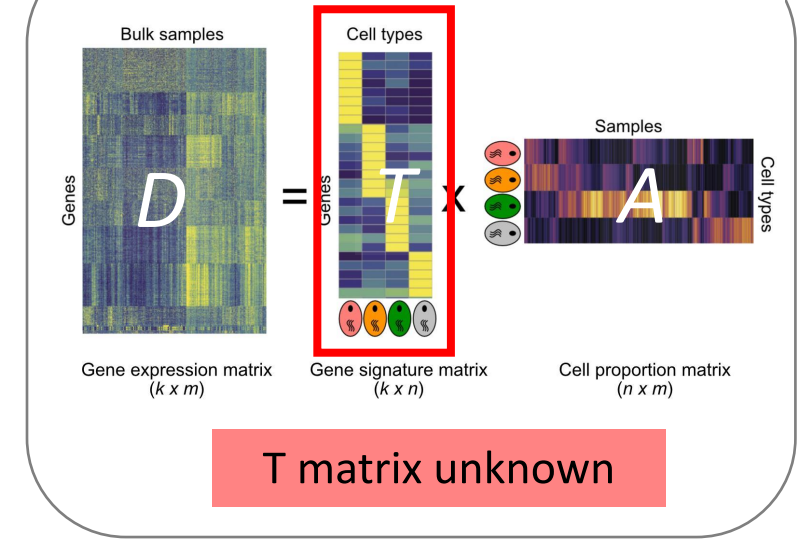 Bulk samples
Cell types
Samples
Genes
D
=
Genes
T
x
A
Cell types
Gene expression matrix
(k x m)
Gene signature matrix
(k x n)
Cell proportion matrix
(n x m)
T matrix unknown